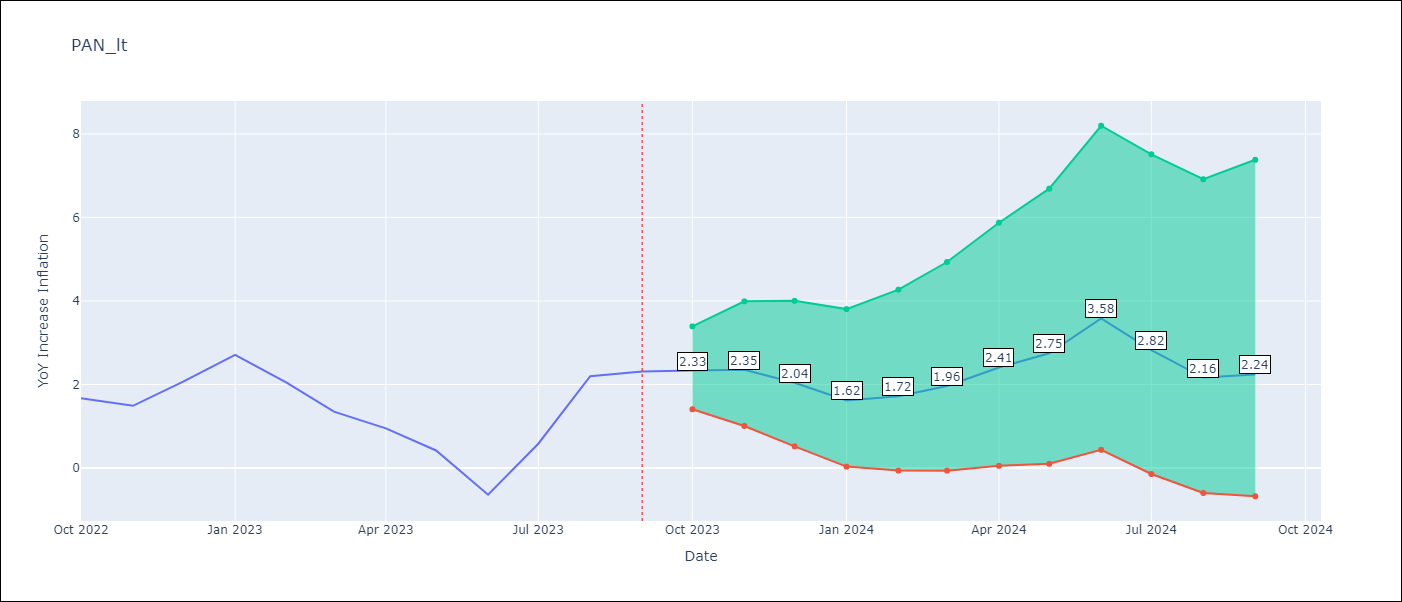 PAN_lt
YoY Increase Inflation
8
6
4
2
0
3.58
2.82
2.75
2.41
2.33
2.35
2.24
2.16
2.04
1.96
1.72
1.62
Oct 2022
Jan 2023
Apr 2023
Jul 2023
Oct 2023
Jan 2024
Apr 2024
Jul 2024
Oct 2024
Date